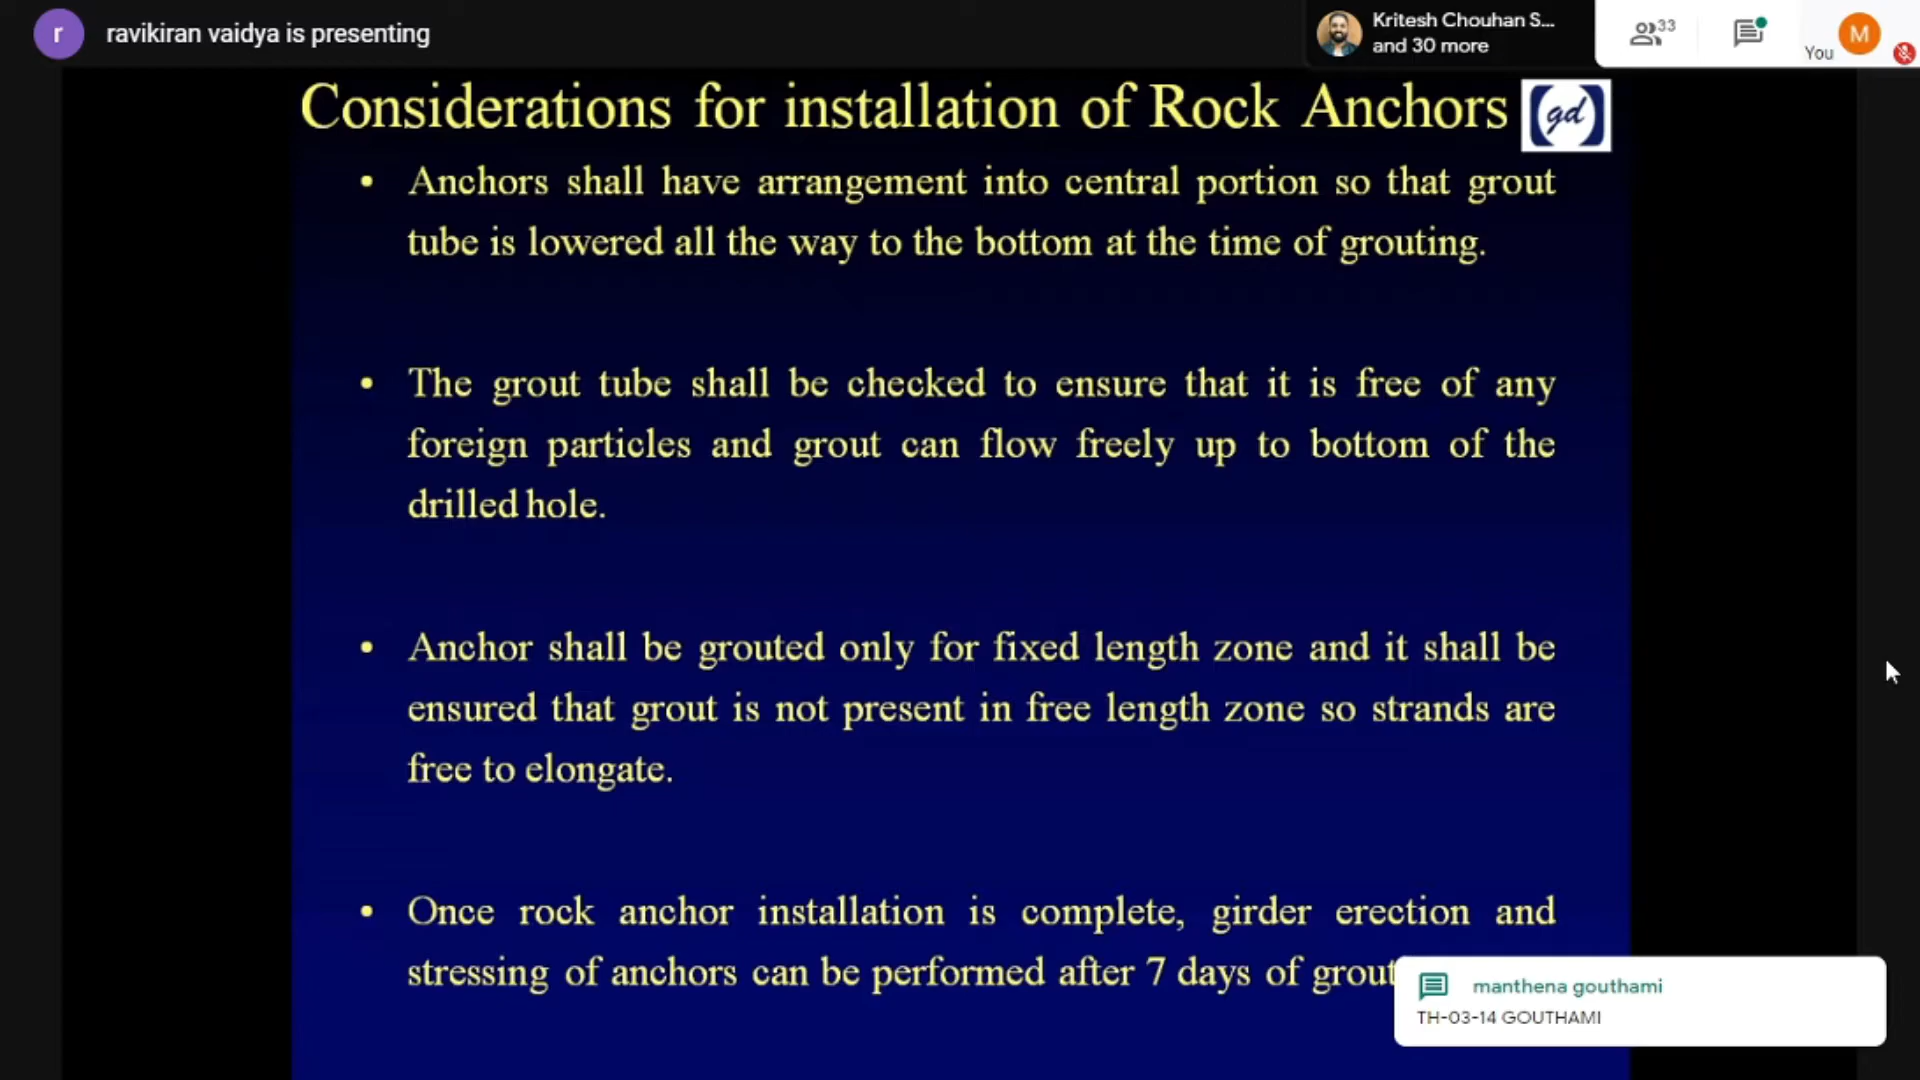 r
ravikiran vaidya is presenting
Kritesh Chouhan S...
and 30 more
33
You
M
Considerations for installation of Rock Anchors
gd
• Anchors shall have arrangement into central portion so that grout
tube is lowered all the way to the bottom at the time of grouting.
• The grout tube shall be checked to ensure that it is free of any
foreign particles and grout can flow freely up to bottom of the
drilled hole.
• Anchor shall be grouted only for fixed length zone and it shall be
ensured that grout is not present in free length zone so strands are
free to elongate.
• Once rock anchor installation is complete, girder erection and
stressing of anchors can be performed after 7 days of grout
manthena gouthami
TH-03-14 GOUTHAMI